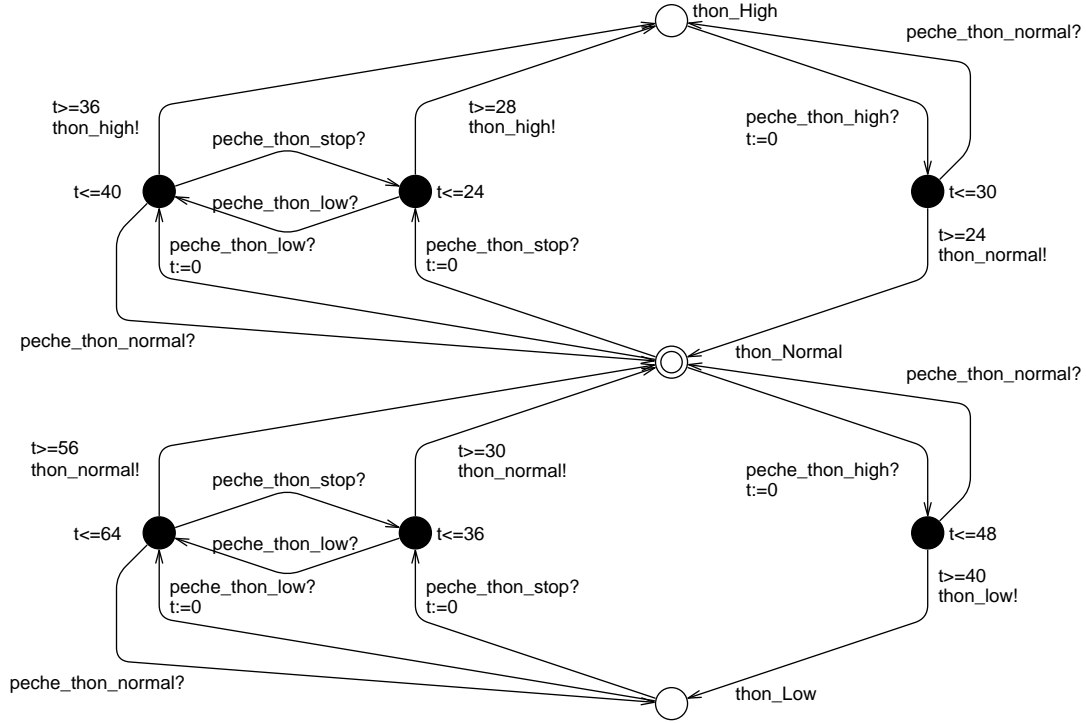 thon_High
peche_thon_normal?
t>=36
thon_high!
t>=28
thon_high!
peche_thon_high?
t:=0
peche_thon_stop?
t<=40
t<=24
t<=30
peche_thon_low?
peche_thon_low?
t:=0
peche_thon_stop?
t:=0
t>=24
thon_normal!
peche_thon_normal?
thon_Normal
peche_thon_normal?
t>=56
thon_normal!
t>=30
thon_normal!
peche_thon_high?
t:=0
peche_thon_stop?
t<=64
t<=36
t<=48
peche_thon_low?
peche_thon_low?
t:=0
peche_thon_stop?
t:=0
t>=40
thon_low!
peche_thon_normal?
thon_Low